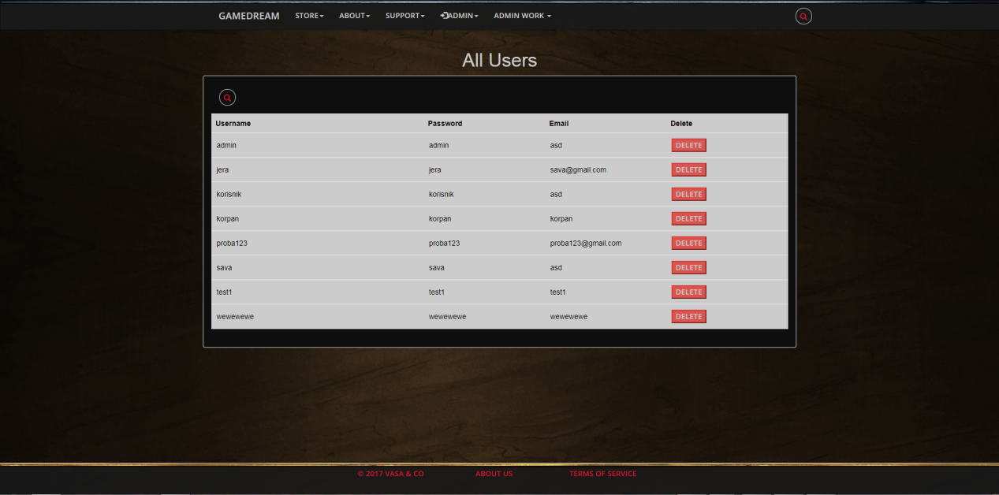 GAMEDREAM STORE ABOUT SUPPORT ADMIN ADMIN WORK
All Users
Username Password Email Delete
admin admin asd DELETE
jera jera sava@gmail.com DELETE
korisnik korisnik asd DELETE
korpan korpan korpan DELETE
proba123 proba123 proba123@gmail.com DELETE
sava sava asd DELETE
test1 test1 test1 DELETE
wewewewe wewewewe wewewewe DELETE
© 2017 VASA & CO ABOUT US TERMS OF SERVICE